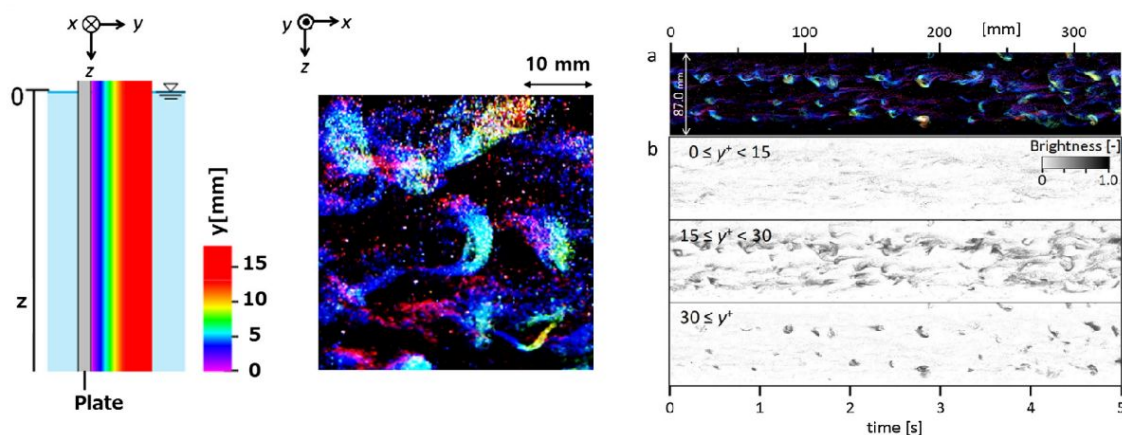 x y
z
0
z
Plate
y[mm]
15
10
5
0
y x
z
10 mm
0 100 200 [mm] 300
a
87.0 mm
b
0 ≤ y⁺ < 15
Brightness [-]
0 1.0
15 ≤ y⁺ < 30
30 ≤ y⁺
0 1 2 3 4 5
time [s]